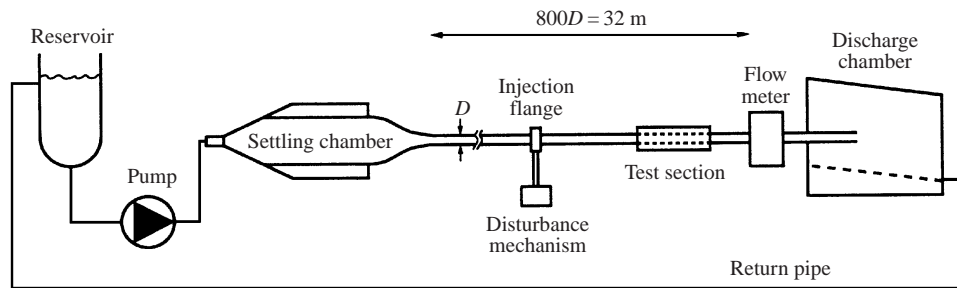 800D = 32 m
Reservoir
Discharge
chamber
Injection
flange
Flow
meter
D
Settling chamber
Test section
Pump
Disturbance
mechanism
Return pipe